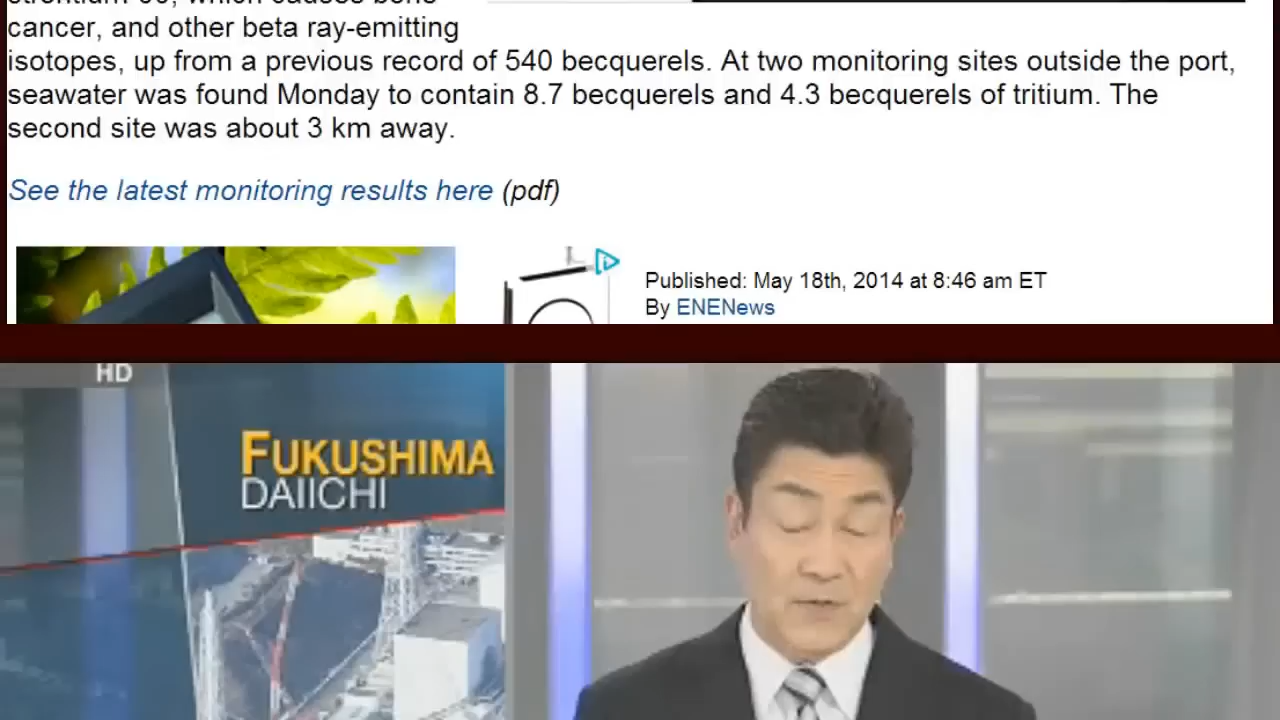 cancer, and other beta ray-emitting
isotopes, up from a previous record of 540 becquerels. At two monitoring sites outside the port,
seawater was found Monday to contain 8.7 becquerels and 4.3 becquerels of tritium. The
second site was about 3 km away.
See the latest monitoring results here (pdf)
Published: May 18th, 2014 at 8:46 am ET
By ENENews
HD
FUKUSHIMA
DAIICHI